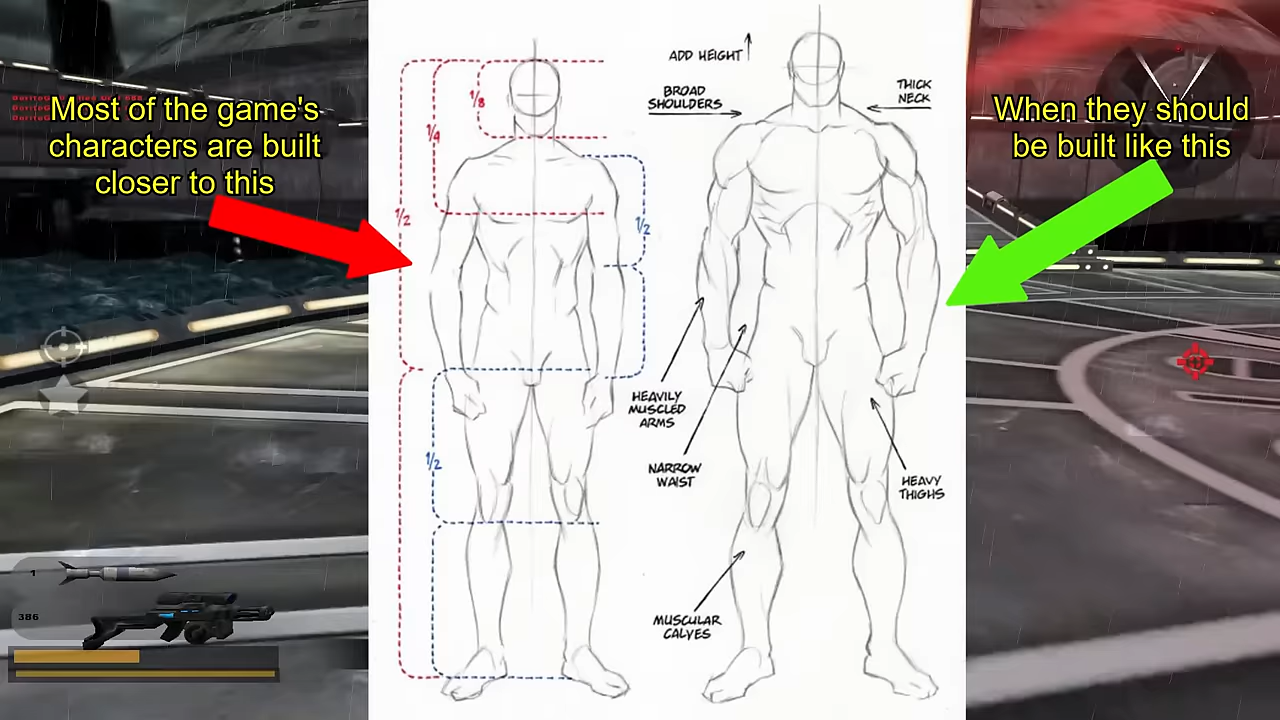 Most of the game's
characters are built
closer to this
When they should
be built like this
ADD HEIGHT
BROAD
SHOULDERS
THICK
NECK
1/8
1/4
1/2
1/2
1/2
HEAVILY
MUSCLED
ARMS
NARROW
WAIST
HEAVY
THIGHS
MUSCULAR
CALVES
1
386